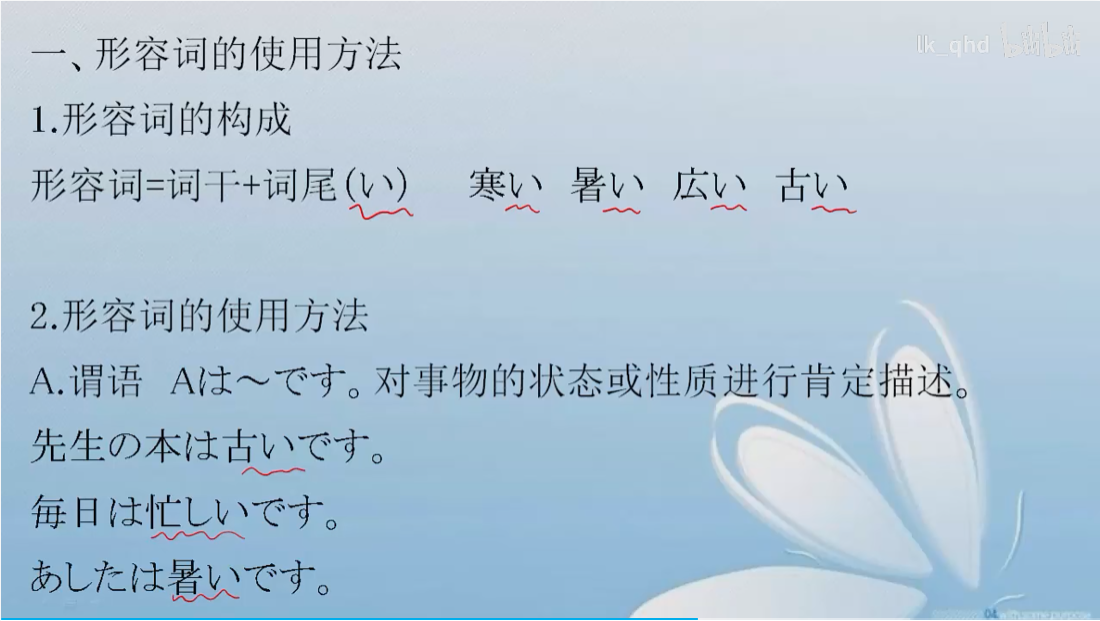 lk_qhd bilibili
一、形容词的使用方法
1.形容词的构成
形容词=词干+词尾(い) 寒い 暑い 広い 古い
2.形容词的使用方法
A.谓语 Aは～です。对事物的状态或性质进行肯定描述。
先生の本は古いです。
毎日は忙しいです。
あしたは暑いです。